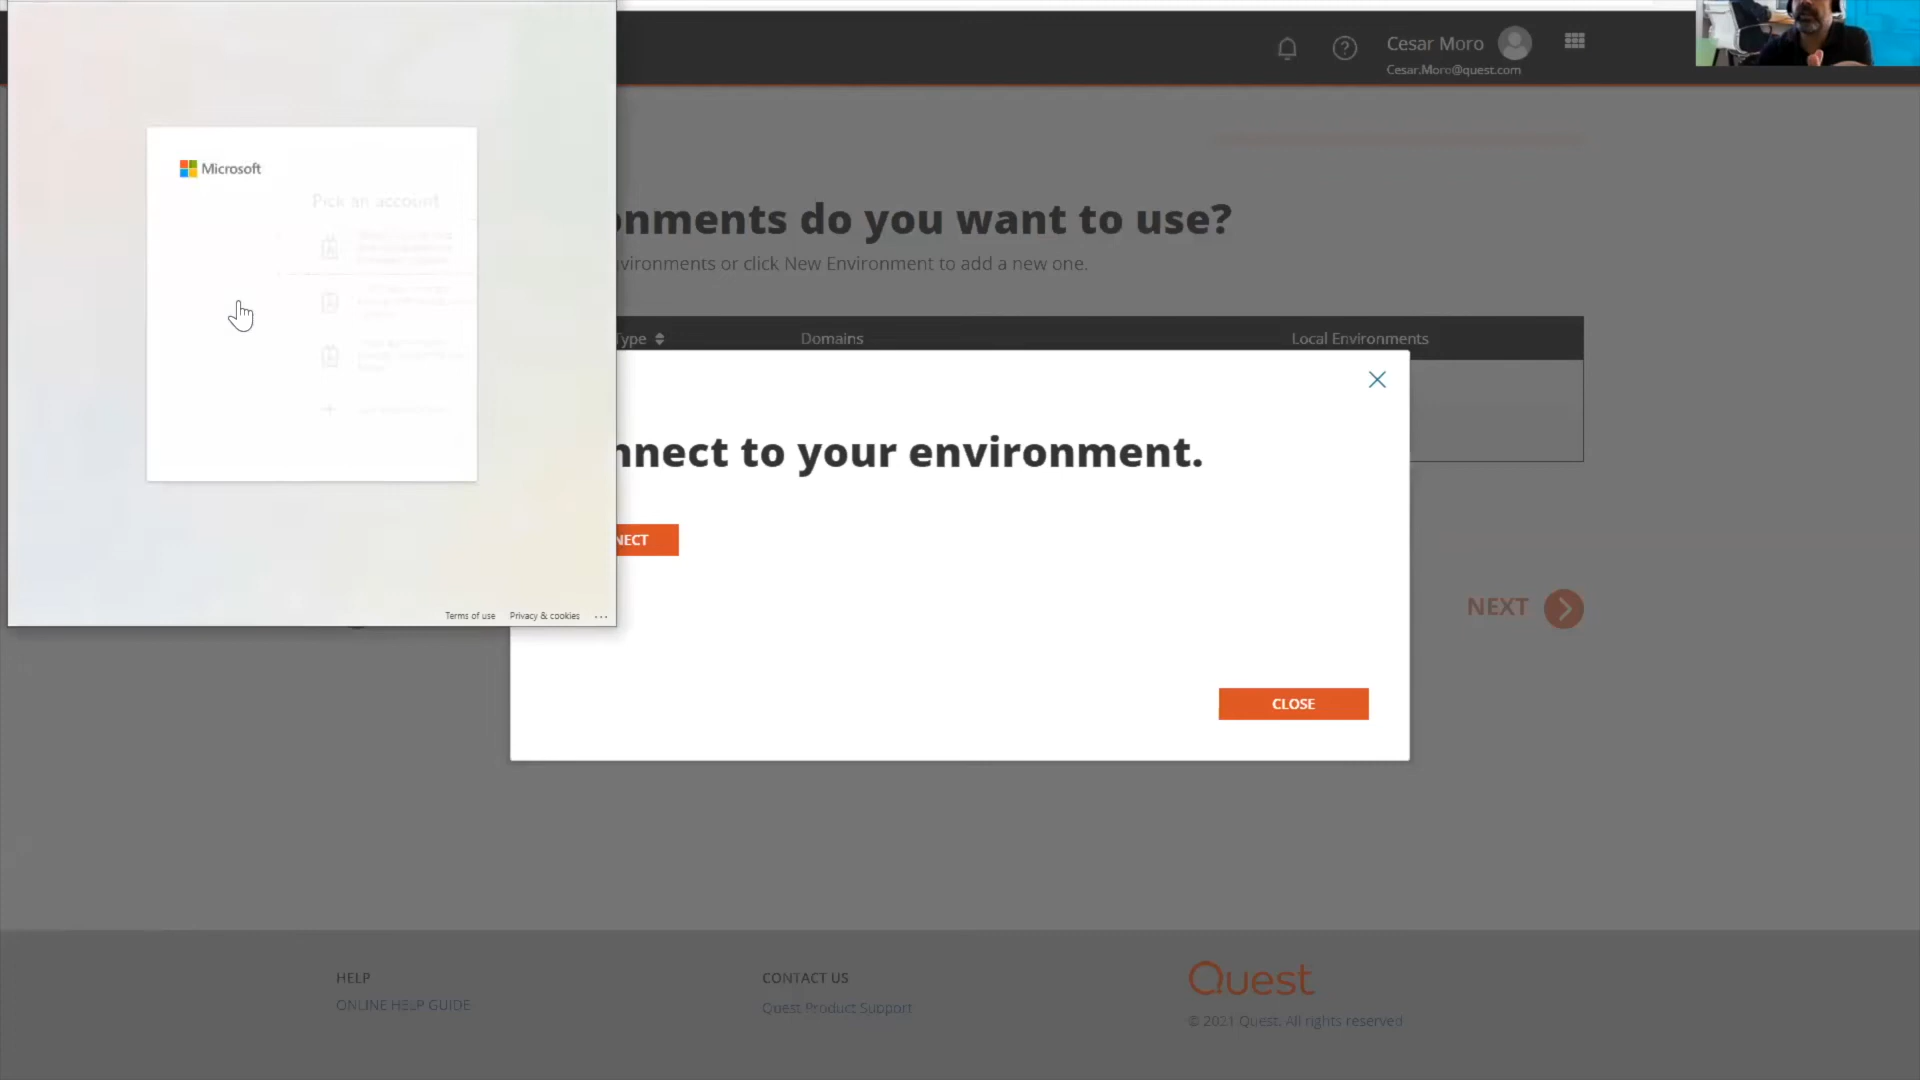 Cesar Moro
Cesar.Moro@quest.com
Microsoft
Pick an account
onments do you want to use?
vironments or click New Environment to add a new one.
Type
Domains
Local Environments
nnect to your environment.
NECT
NEXT
Terms of use
Privacy & cookies
...
CLOSE
HELP
ONLINE HELP GUIDE
CONTACT US
Quest Product Support
Quest
© 2021 Quest. All rights reserved